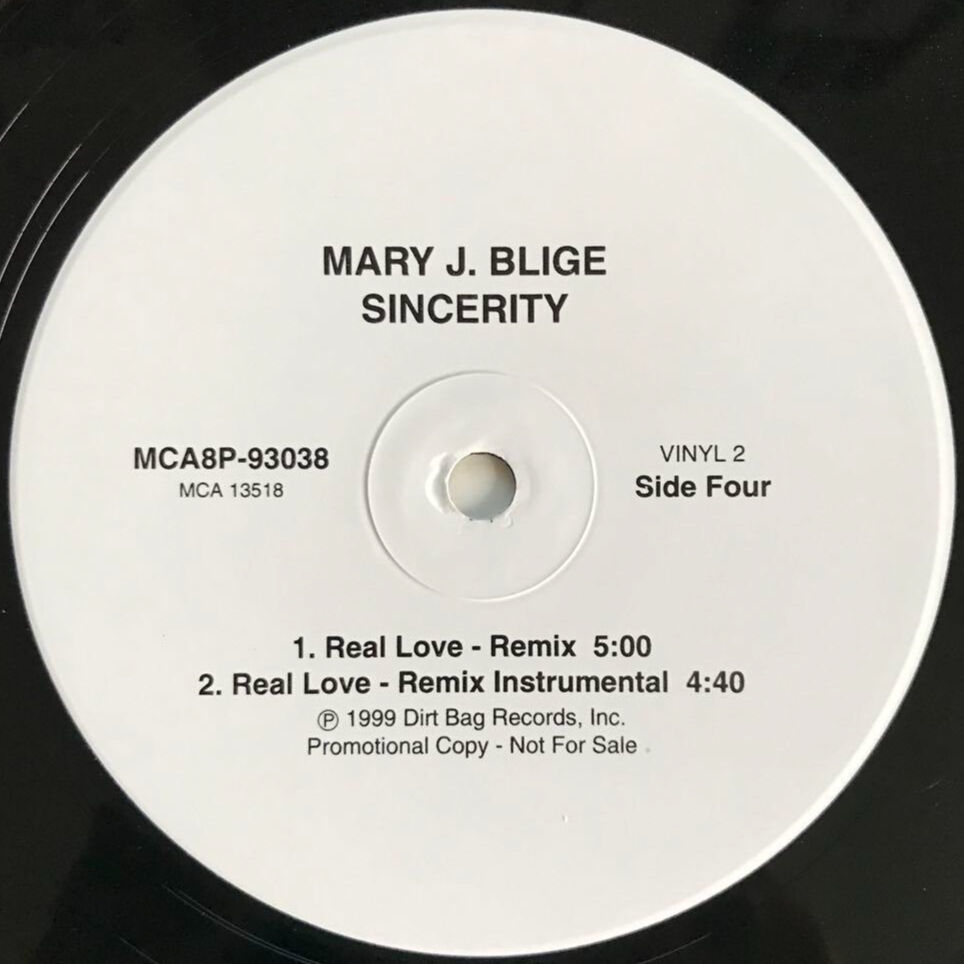 MARY J. BLIGE
SINCERITY
MCA8P-93038
MCA 13518
VINYL 2
Side Four
1. Real Love - Remix 5:00
2. Real Love - Remix Instrumental 4:40
℗ 1999 Dirt Bag Records, Inc.
Promotional Copy - Not For Sale